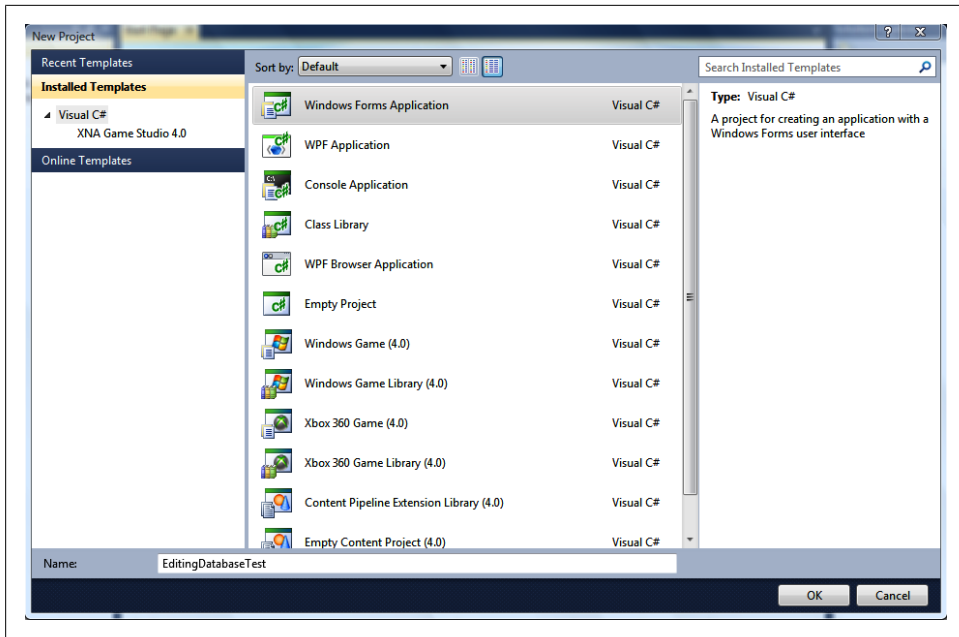 New Project
Recent Templates
Installed Templates
Visual C#
XNA Game Studio 4.0
Online Templates
Sort by: Default
Search Installed Templates
Windows Forms Application Visual C#
WPF Application Visual C#
Console Application Visual C#
Class Library Visual C#
WPF Browser Application Visual C#
Empty Project Visual C#
Windows Game (4.0) Visual C#
Windows Game Library (4.0) Visual C#
Xbox 360 Game (4.0) Visual C#
Xbox 360 Game Library (4.0) Visual C#
Content Pipeline Extension Library (4.0) Visual C#
Empty Content Project (4.0) Visual C#
Type: Visual C#
A project for creating an application with a
Windows Forms user interface
Name: EditingDatabaseTest
OK Cancel